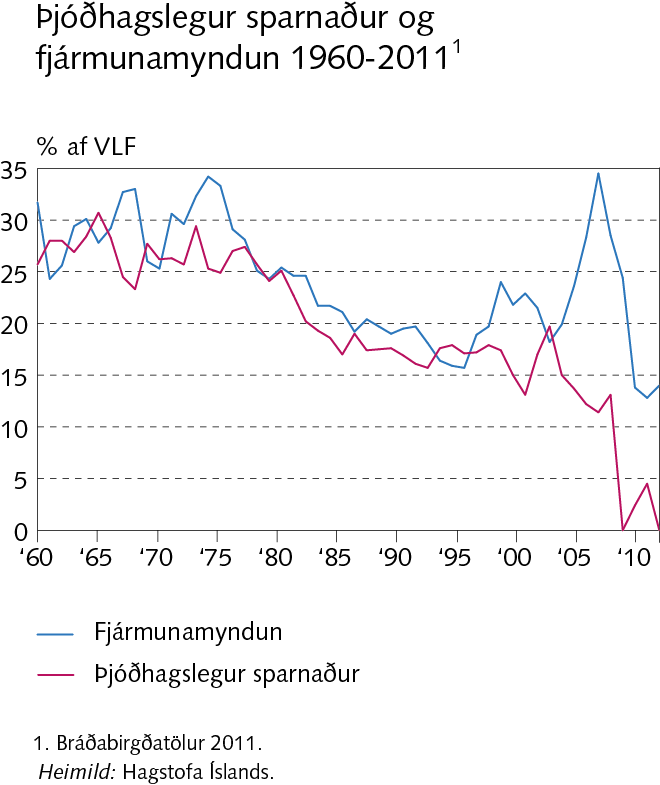 Þjóðhagslegur sparnaður og
fjármunamyndun 1960-2011¹
% af VLF
35
30
25
20
15
10
5
0
‘60 ‘65 ‘70 ‘75 ‘80 ‘85 ‘90 ‘95 ‘00 ‘05 ‘10
Fjármunamyndun
Þjóðhagslegur sparnaður
1. Bráðabirgðatölur 2011.
Heimild: Hagstofa Íslands.